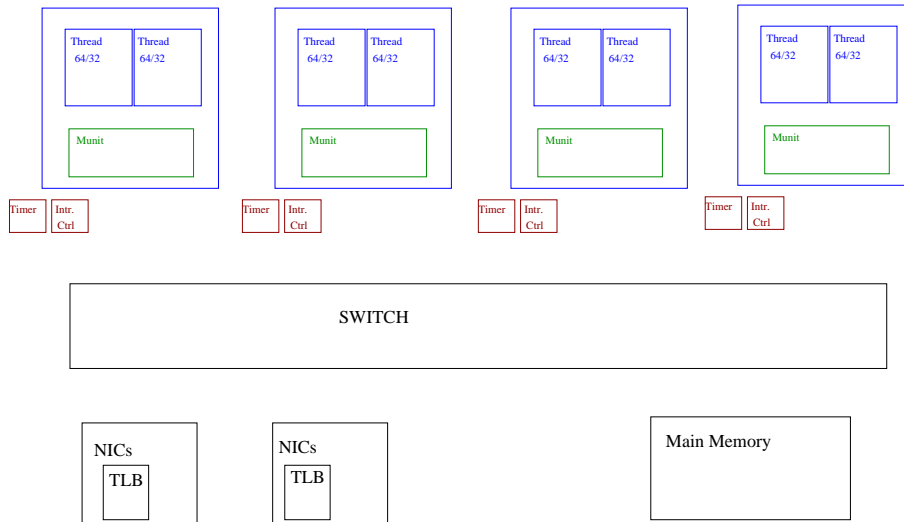 Thread
64/32
Thread
64/32
Munit
Timer
Intr.
Ctrl
Thread
64/32
Thread
64/32
Munit
Timer
Intr.
Ctrl
Thread
64/32
Thread
64/32
Munit
Timer
Intr.
Ctrl
Thread
64/32
Thread
64/32
Munit
Timer
Intr.
Ctrl
SWITCH
NICs
TLB
NICs
TLB
Main Memory